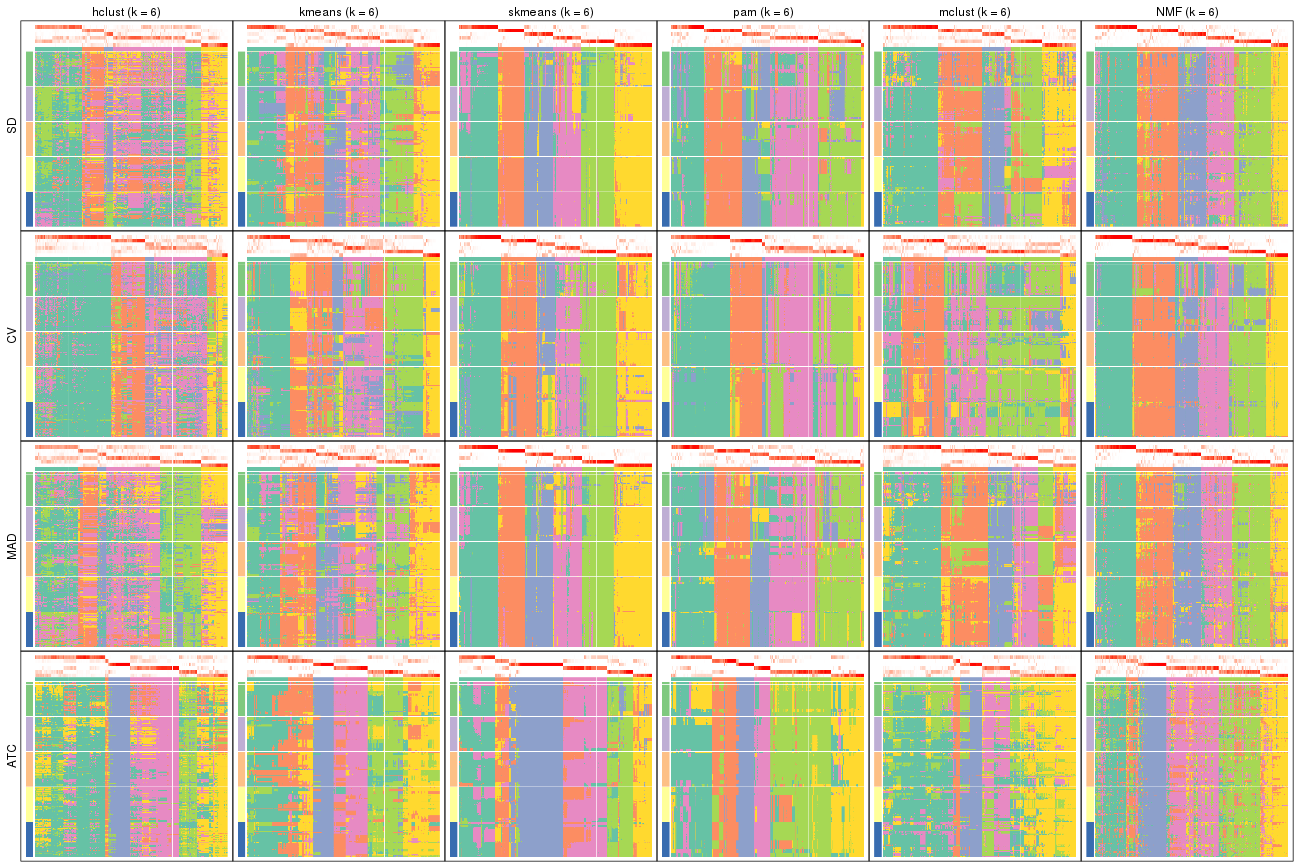 hclust (k = 6)
kmeans (k = 6)
skmeans (k = 6)
pam (k = 6)
mclust (k = 6)
NMF (k = 6)
SD
CV
MAD
ATC